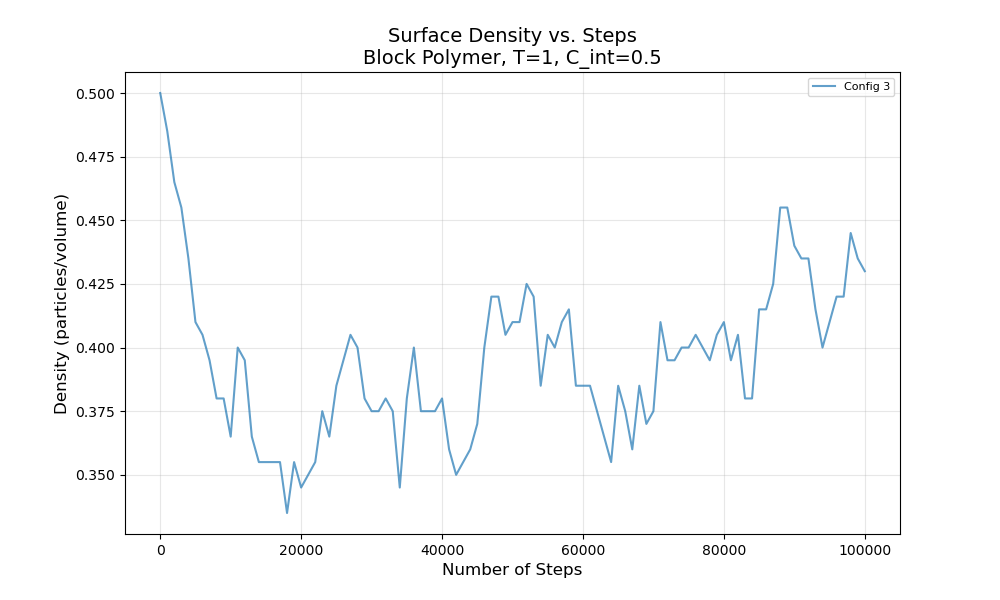 Surface Density vs. Steps
Block Polymer, T=1, C_int=0.5
Config 3
Density (particles/volume)
0.500
0.475
0.450
0.425
0.400
0.375
0.350
0
20000
40000
60000
80000
100000
Number of Steps